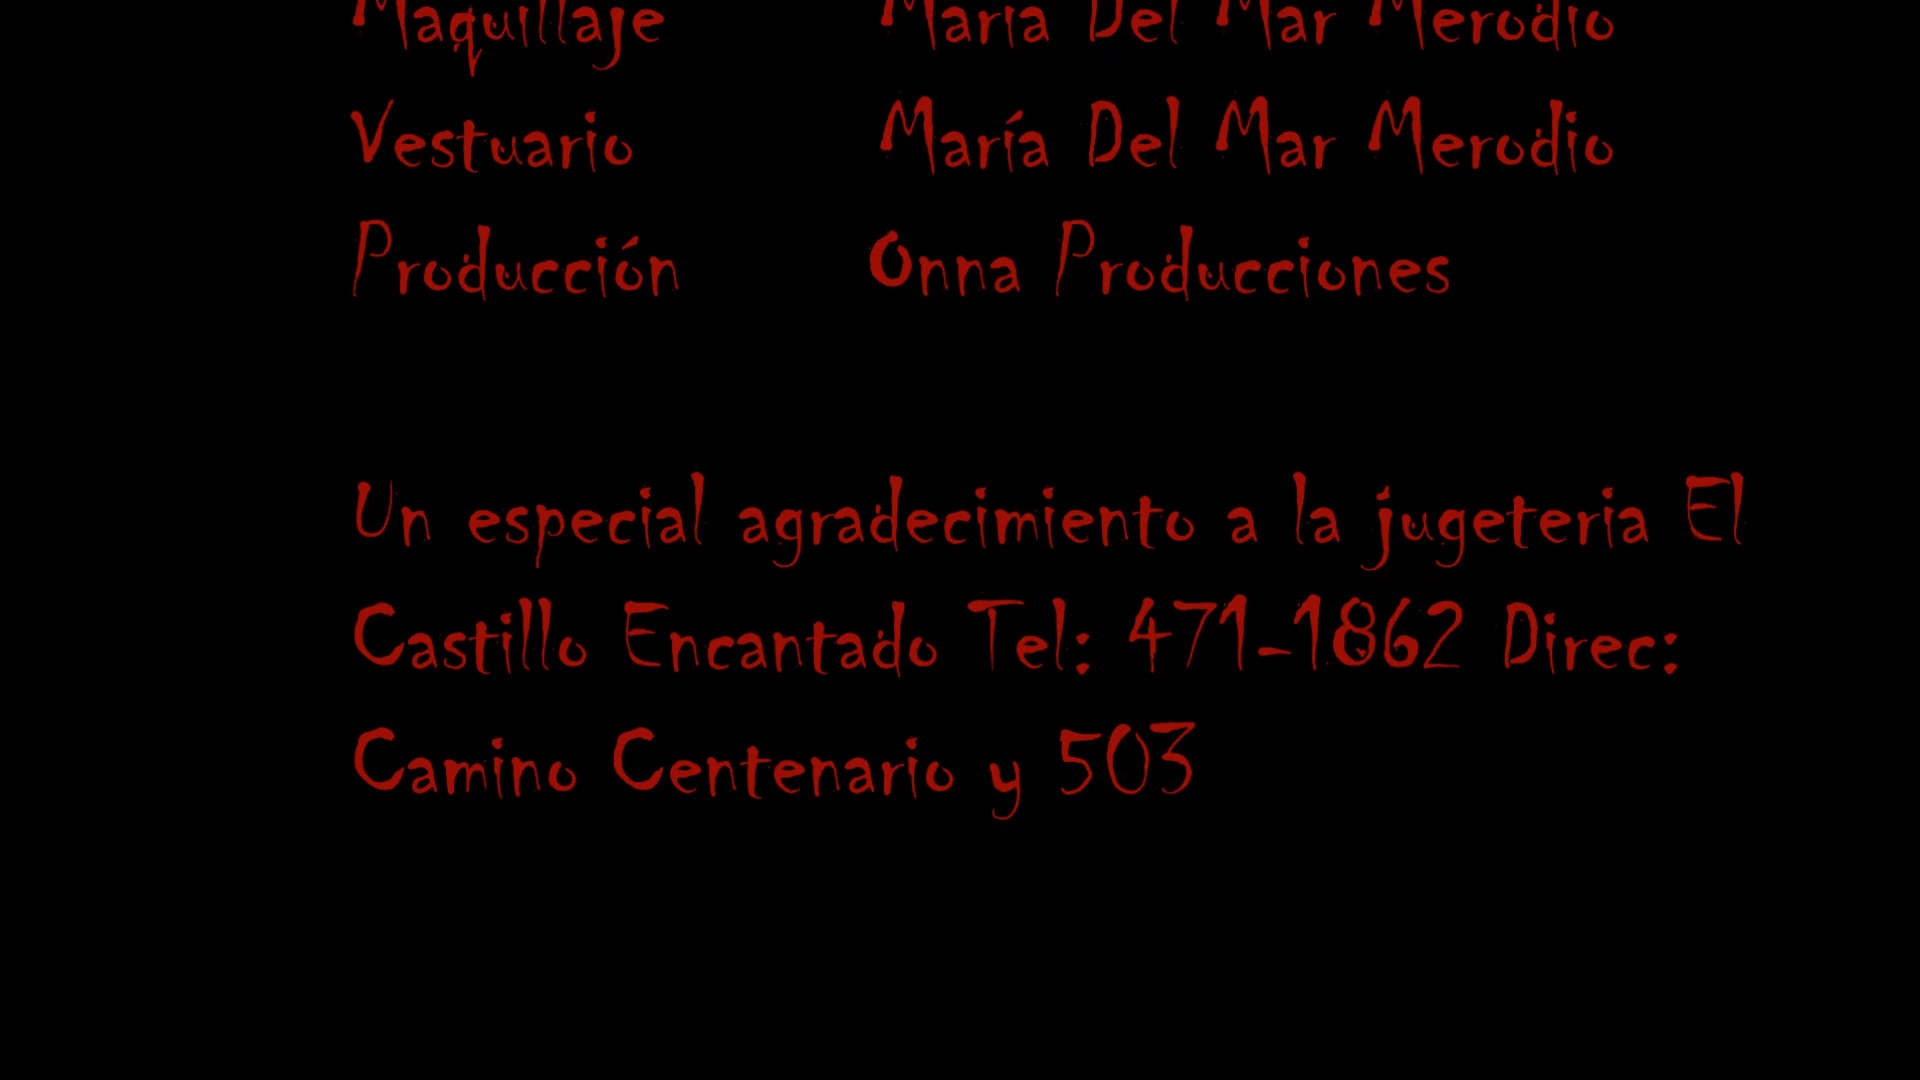 Maquillaje María Del Mar Merodio
Vestuario María Del Mar Merodio
Producción Onna Producciones
Un especial agradecimiento a la jugeteria El
Castillo Encantado Tel: 471-1862 Direc:
Camino Centenario y 503